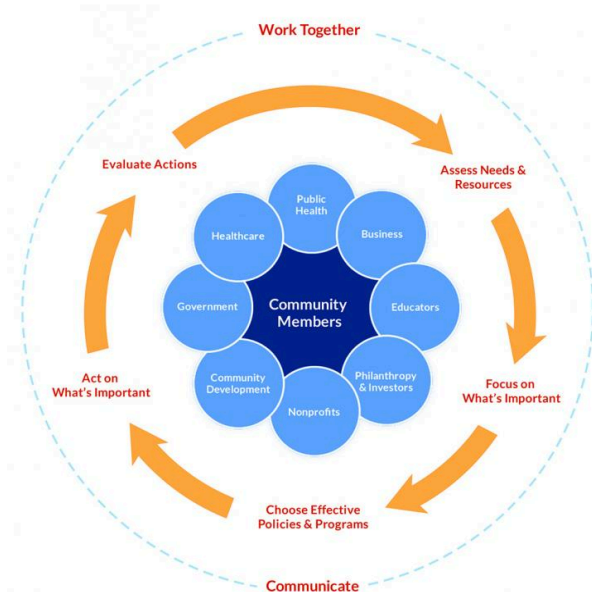 Work Together
Evaluate Actions
Assess Needs &
Resources
Public
Health
Healthcare
Business
Government
Community
Members
Educators
Community
Development
Philanthropy
& Investors
Nonprofits
Act on
What's Important
Focus on
What's Important
Choose Effective
Policies & Programs
Communicate